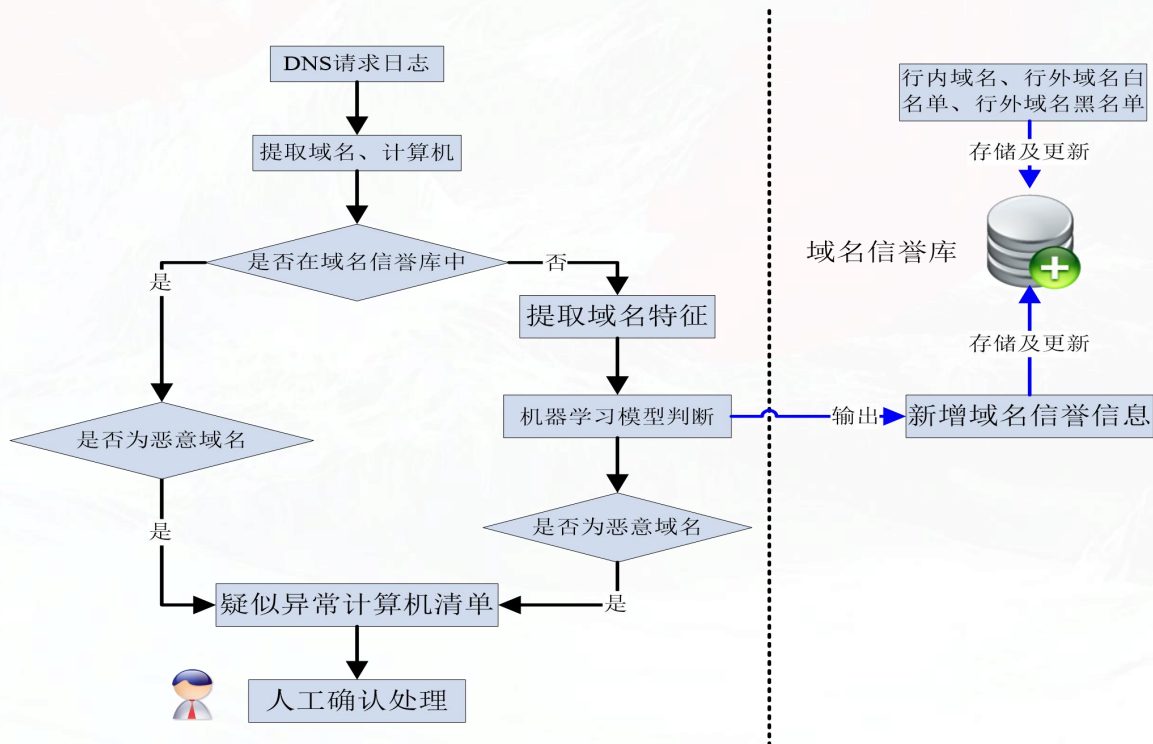 DNS请求日志
提取域名、计算机
是否在域名信誉库中
是
否
提取域名特征
机器学习模型判断
是否为恶意域名
是否为恶意域名
是
是
疑似异常计算机清单
人工确认处理
行内域名、行外域名白
名单、行外域名黑名单
存储及更新
域名信誉库
存储及更新
输出
新增域名信誉信息